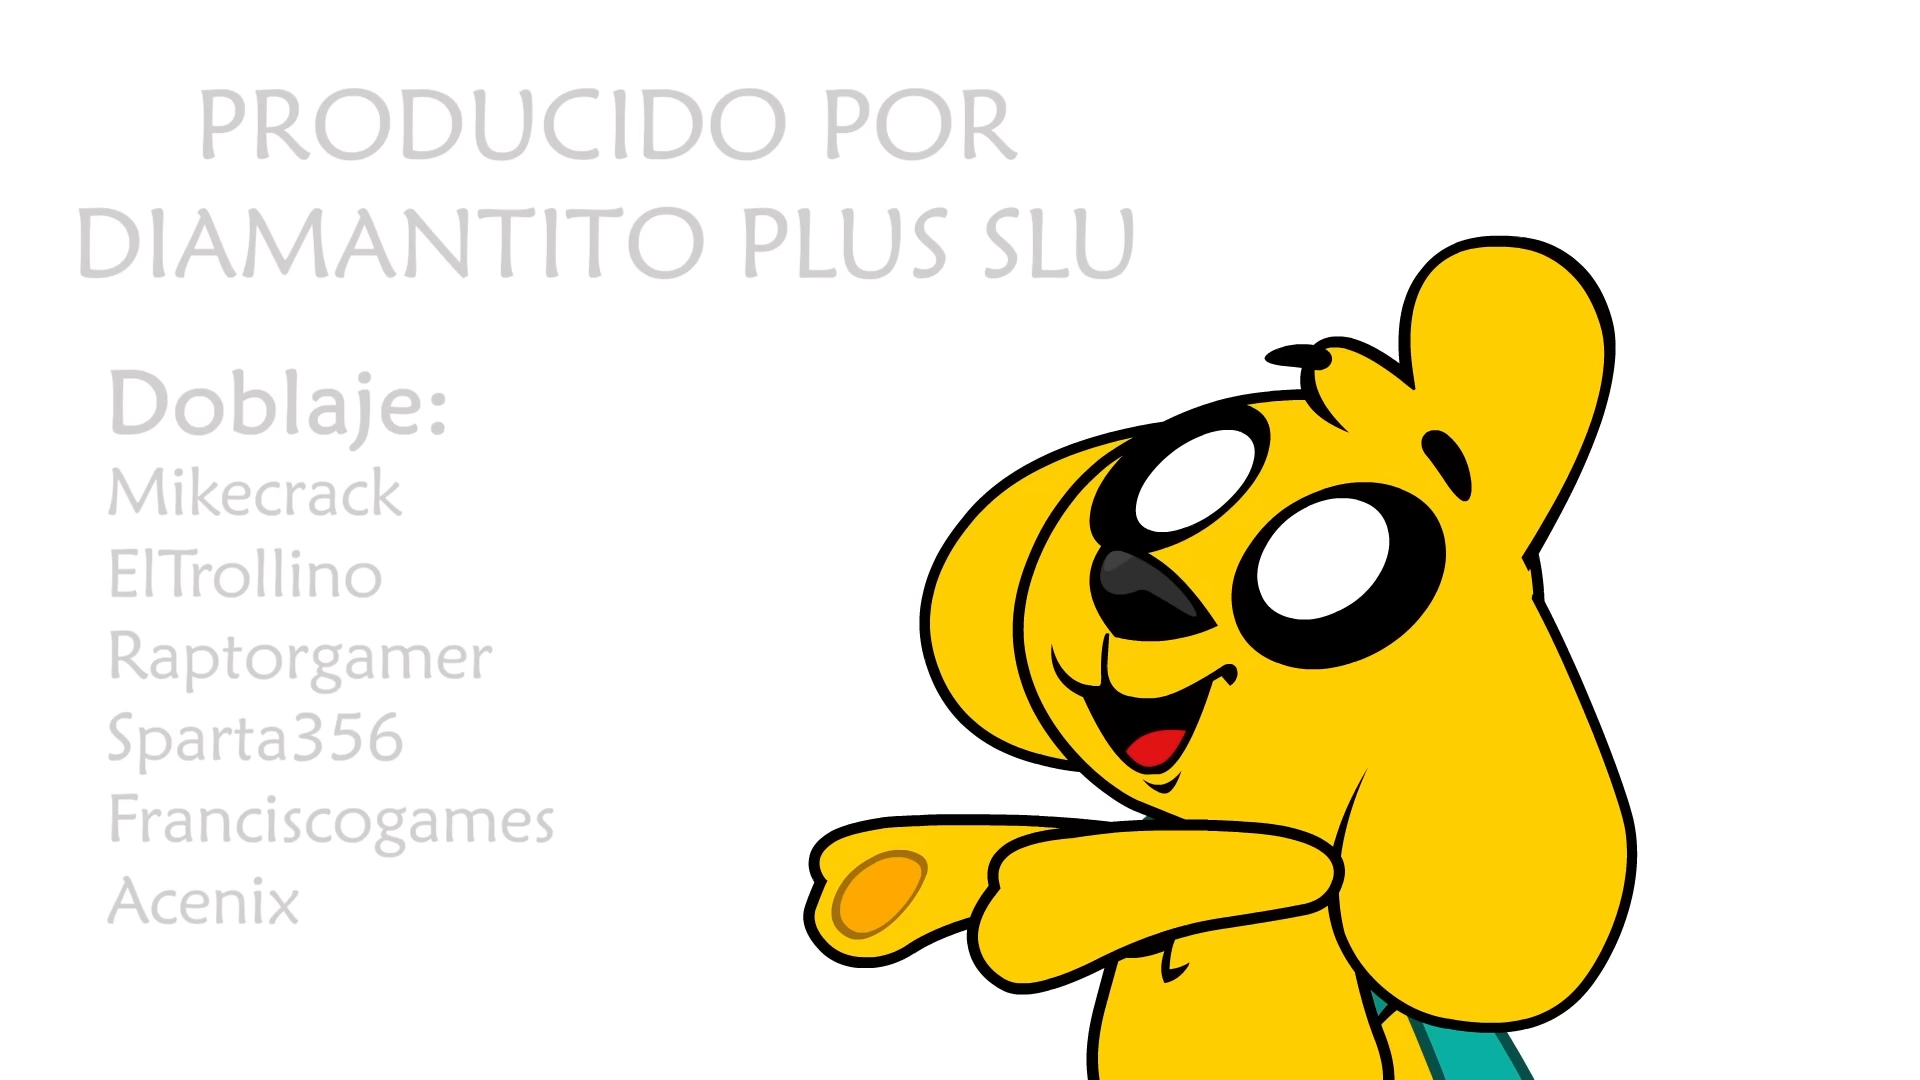 PRODUCIDO POR
DIAMANTITO PLUS SLU
Doblaje:
Mikecrack
ElTrollino
Raptorgamer
Sparta356
Franciscogames
Acenix